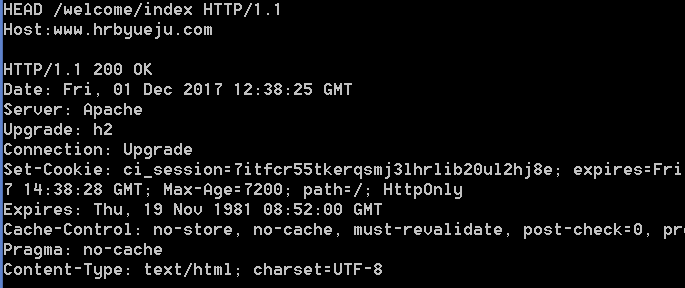 HEAD /welcome/index HTTP/1.1
Host:www.hrbyueju.com
HTTP/1.1 200 OK
Date: Fri, 01 Dec 2017 12:38:25 GMT
Server: Apache
Upgrade: h2
Connection: Upgrade
Set-Cookie: ci_session=7itfcr55tkerqsmj3lhrlib20ul2hj8e; expires=Fri
7 14:38:28 GMT; Max-Age=7200; path=/; HttpOnly
Expires: Thu, 19 Nov 1981 08:52:00 GMT
Cache-Control: no-store, no-cache, must-revalidate, post-check=0, pr
Pragma: no-cache
Content-Type: text/html; charset=UTF-8